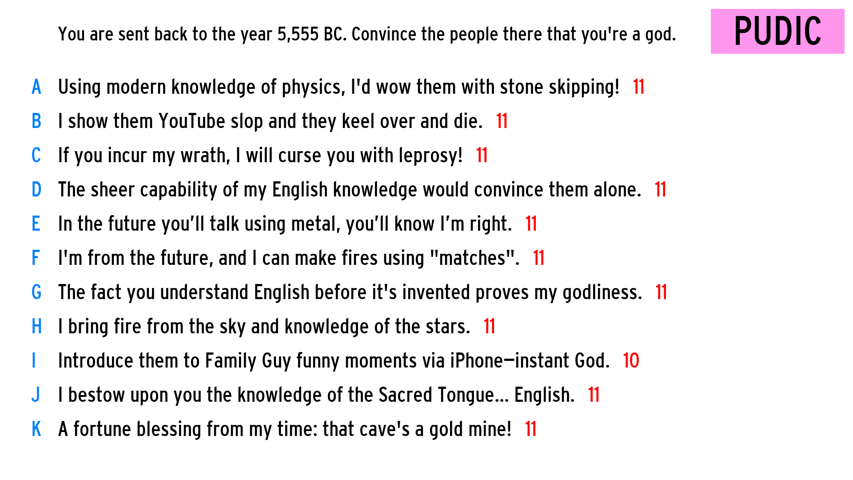 You are sent back to the year 5,555 BC. Convince the people there that you're a god.
PUDIC
A Using modern knowledge of physics, I'd wow them with stone skipping! 11
B I show them YouTube slop and they keel over and die. 11
C If you incur my wrath, I will curse you with leprosy! 11
D The sheer capability of my English knowledge would convince them alone. 11
E In the future you’ll talk using metal, you’ll know I’m right. 11
F I'm from the future, and I can make fires using "matches". 11
G The fact you understand English before it's invented proves my godliness. 11
H I bring fire from the sky and knowledge of the stars. 11
I Introduce them to Family Guy funny moments via iPhone—instant God. 10
J I bestow upon you the knowledge of the Sacred Tongue... English. 11
K A fortune blessing from my time: that cave's a gold mine! 11